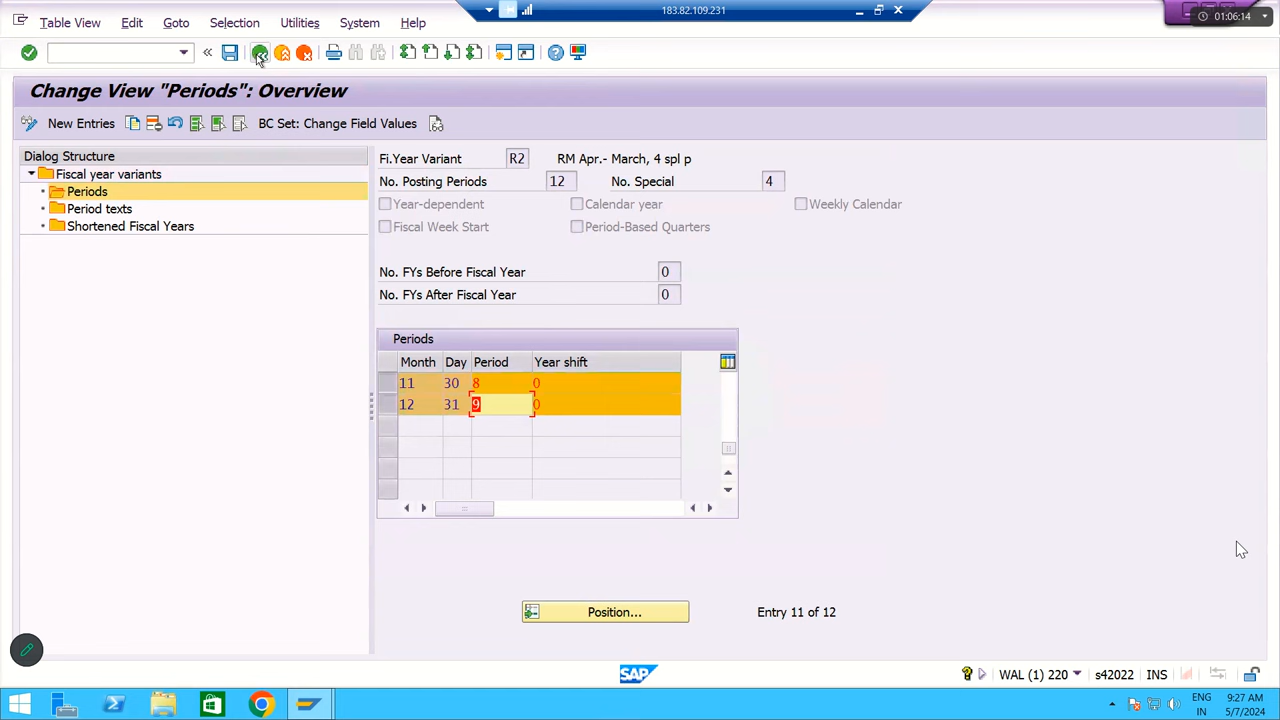 Table View Edit Goto Selection Utilities System Help
183.82.109.231
01:06:14
Change View "Periods": Overview
New Entries BC Set: Change Field Values
Dialog Structure
Fiscal year variants
Periods
Period texts
Shortened Fiscal Years
Fi.Year Variant R2 RM Apr.- March, 4 spl p
No. Posting Periods 12 No. Special 4
Year-dependent Calendar year Weekly Calendar
Fiscal Week Start Period-Based Quarters
No. FYs Before Fiscal Year 0
No. FYs After Fiscal Year 0
Periods
Month Day Period Year shift
11 30 8 0
12 31 9 0
Position... Entry 11 of 12
SAP
WAL (1) 220 s42022 INS
ENG 9:27 AM
IN 5/7/2024